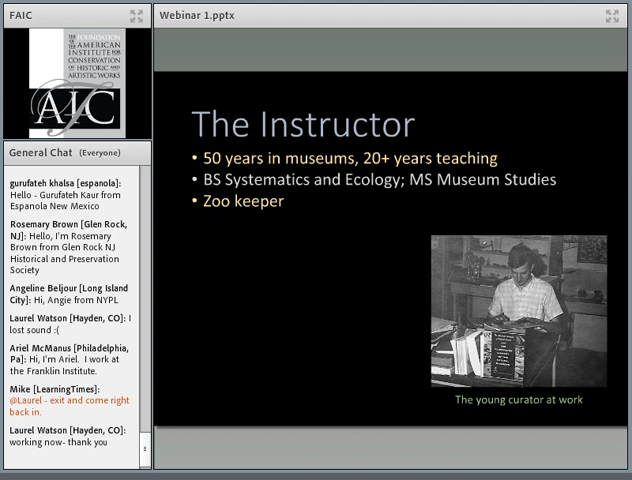 FAIC
THE FOUNDATION
OF THE
AMERICAN
INSTITUTE FOR
CONSERVATION
OF HISTORIC AND
ARTISTIC WORKS
AIC
General Chat (Everyone)
gurufateh khalsa [espanola]:
Hello - Gurufateh Kaur from
Espanola New Mexico
Rosemary Brown [Glen Rock,
NJ]: Hello, I'm Rosemary
Brown from Glen Rock NJ
Historical and Preservation
Society
Angeline Beljour [Long Island
City]: Hi, Angie from NYPL
Laurel Watson [Hayden, CO]: I
lost sound :(
Ariel McManus [Philadelphia,
Pa]: Hi, I'm Ariel. I work at
the Franklin Institute.
Mike [LearningTimes]:
@Laurel - exit and come right
back in.
Laurel Watson [Hayden, CO]:
working now- thank you
Webinar 1.pptx
The Instructor
• 50 years in museums, 20+ years teaching
• BS Systematics and Ecology; MS Museum Studies
• Zoo keeper
The young curator at work